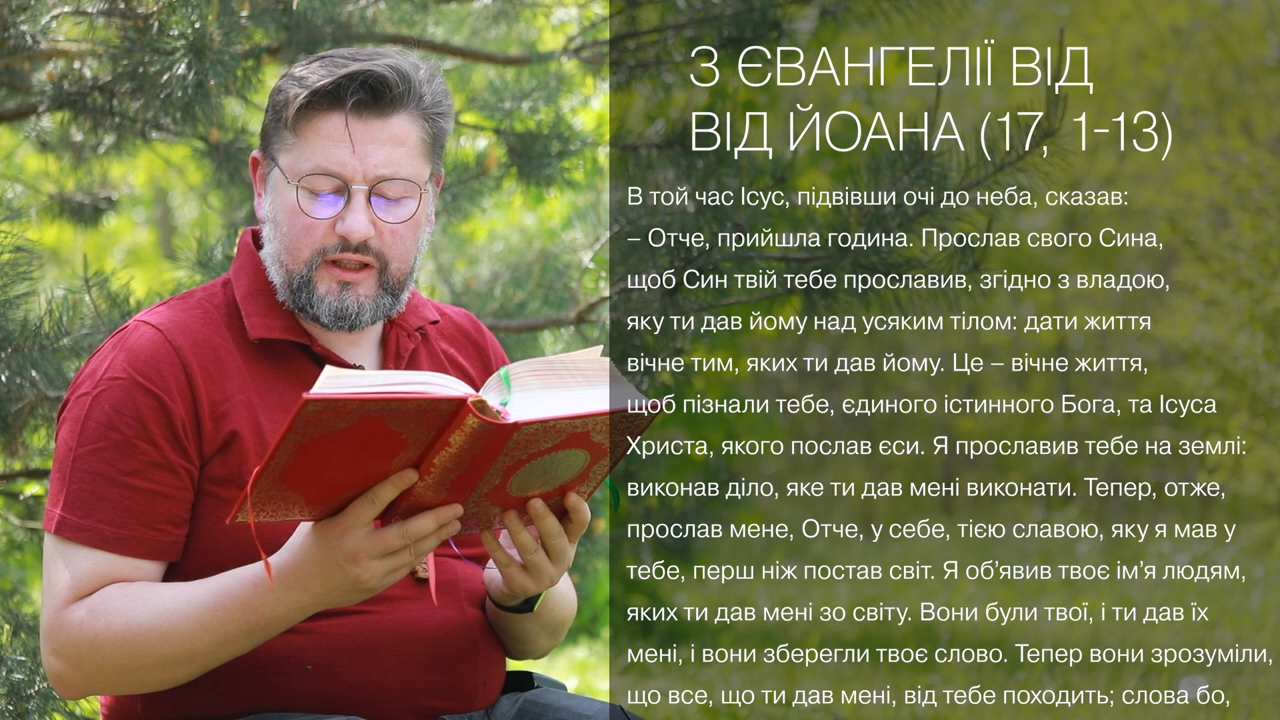 З ЄВАНГЕЛІЇ ВІД
ВІД ЙОАНА (17, 1-13)
В той час Ісус, підвівши очі до неба, сказав:
– Отче, прийшла година. Прослав свого Сина,
щоб Син твій тебе прославив, згідно з владою,
яку ти дав йому над усяким тілом: дати життя
вічне тим, яких ти дав йому. Це – вічне життя,
щоб пізнали тебе, єдиного істинного Бога, та Ісуса
Христа, якого послав єси. Я прославив тебе на землі:
виконав діло, яке ти дав мені виконати. Тепер, отже,
прослав мене, Отче, у себе, тією славою, яку я мав у
тебе, перш ніж постав світ. Я об’явив твоє ім’я людям,
яких ти дав мені зо світу. Вони були твої, і ти дав їх
мені, і вони зберегли твоє слово. Тепер вони зрозуміли,
що все, що ти дав мені, від тебе походить; слова бо,